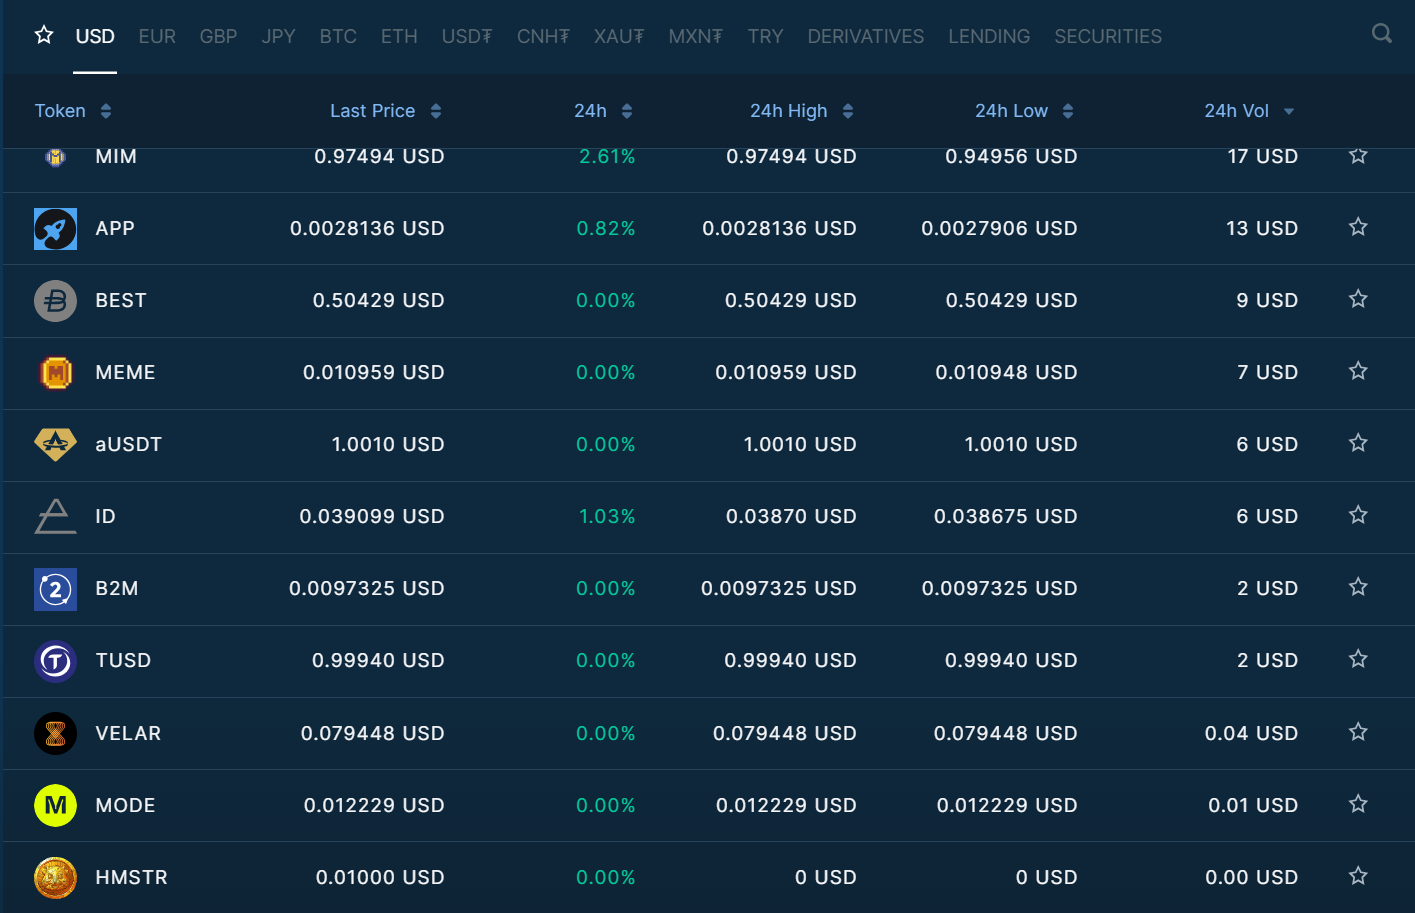 USD EUR GBP JPY BTC ETH USD₮ CNH₮ XAU₮ MXN₮ TRY DERIVATIVES LENDING SECURITIES
Token Last Price 24h 24h High 24h Low 24h Vol
MIM 0.97494 USD 2.61% 0.97494 USD 0.94956 USD 17 USD
APP 0.0028136 USD 0.82% 0.0028136 USD 0.0027906 USD 13 USD
BEST 0.50429 USD 0.00% 0.50429 USD 0.50429 USD 9 USD
MEME 0.010959 USD 0.00% 0.010959 USD 0.010948 USD 7 USD
aUSDT 1.0010 USD 0.00% 1.0010 USD 1.0010 USD 6 USD
ID 0.039099 USD 1.03% 0.03870 USD 0.038675 USD 6 USD
B2M 0.0097325 USD 0.00% 0.0097325 USD 0.0097325 USD 2 USD
TUSD 0.99940 USD 0.00% 0.99940 USD 0.99940 USD 2 USD
VELAR 0.079448 USD 0.00% 0.079448 USD 0.079448 USD 0.04 USD
M MODE 0.012229 USD 0.00% 0.012229 USD 0.012229 USD 0.01 USD
HMSTR 0.01000 USD 0.00% 0 USD 0 USD 0.00 USD